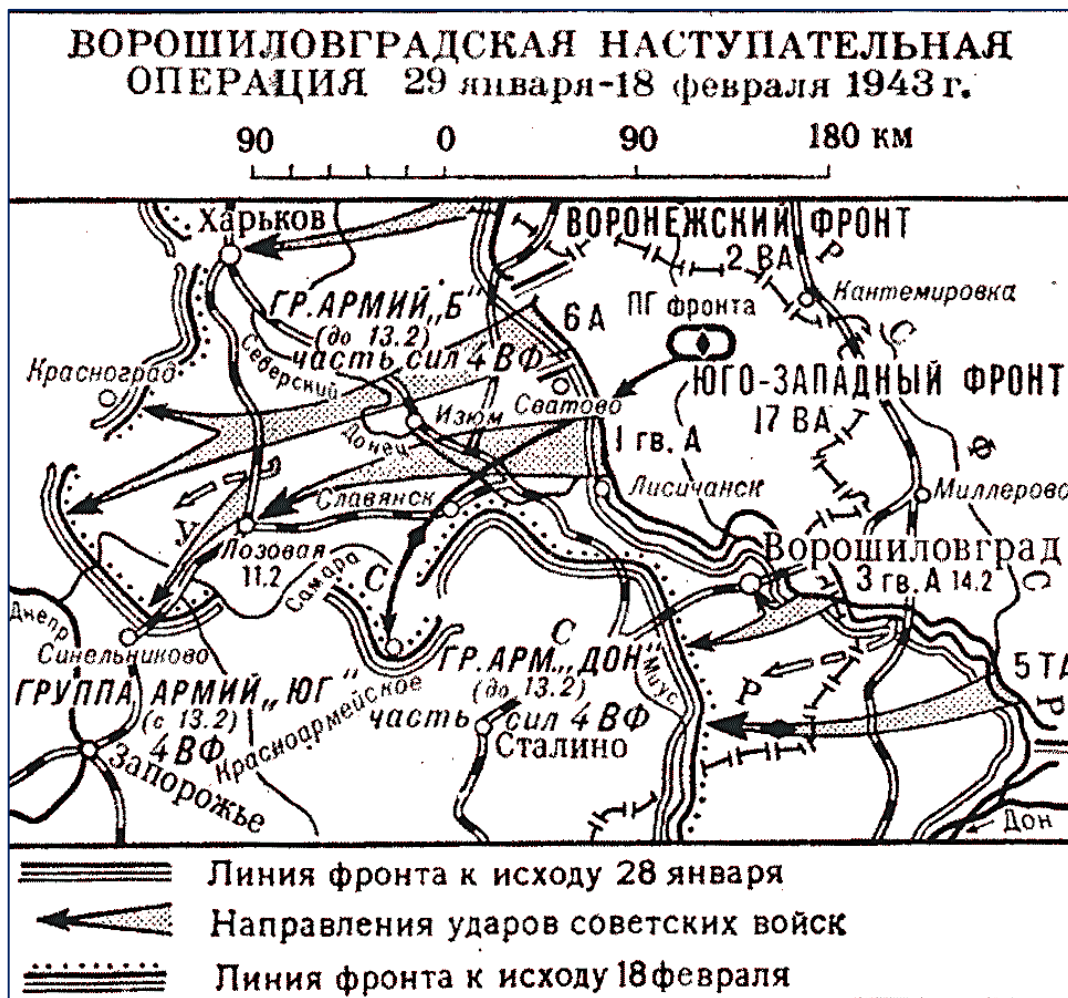 ВОРОШИЛОВГРАДСКАЯ НАСТУПАТЕЛЬНАЯ
ОПЕРАЦИЯ 29 января-18 февраля 1943 г.
90 0 90 180 км
Харьков
ВОРОНЕЖСКИЙ ФРОНТ
2 ВА
ГР. АРМИЙ „Б"
(до 13.2)
часть сил 4 ВФ
6 А
ПГ фронта
Кантемировка
Красноград
Северский
Донец
Изюм
Сватово
ЮГО-ЗАПАДНЫЙ ФРОНТ
17 ВА
1 гв. А
Славянск
Лисичанск
Миллерово
Лозовая
11.2
Самара
Ворошиловград
3 гв. А 14.2
Днепр
Синельниково
ГРУППА АРМИЙ „ЮГ"
(с 13.2)
4 ВФ
Запорожье
Красноармейское
ГР. АРМ. „ДОН"
(до 13.2)
часть сил 4 ВФ
Сталино
Миус
5 ТА
Дон
У С С Р
Р С Ф С Р
Линия фронта к исходу 28 января
Направления ударов советских войск
Линия фронта к исходу 18 февраля